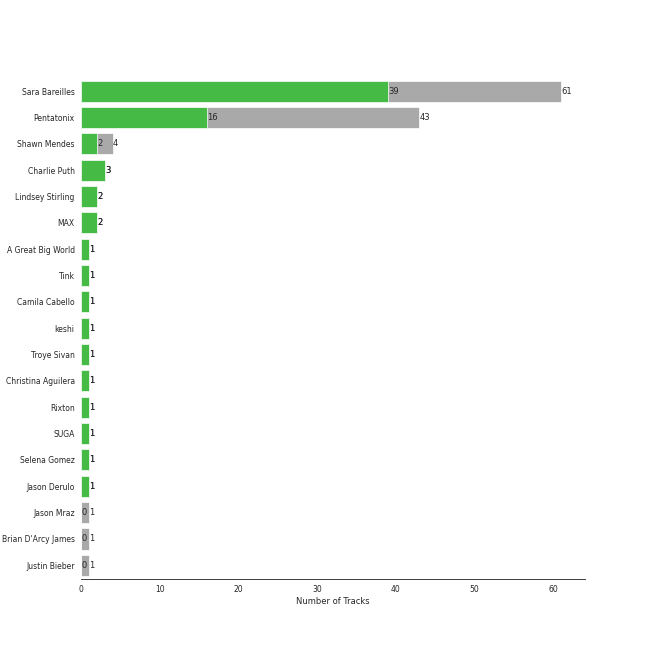 Sara Bareilles 39 61
Pentatonix 16 43
Shawn Mendes 2 4
Charlie Puth 3
Lindsey Stirling 2
MAX 2
A Great Big World 1
Tink 1
Camila Cabello 1
keshi 1
Troye Sivan 1
Christina Aguilera 1
Rixton 1
SUGA 1
Selena Gomez 1
Jason Derulo 1
Jason Mraz 0 1
Brian D'Arcy James 0 1
Justin Bieber 0 1
0 10 20 30 40 50 60
Number of Tracks